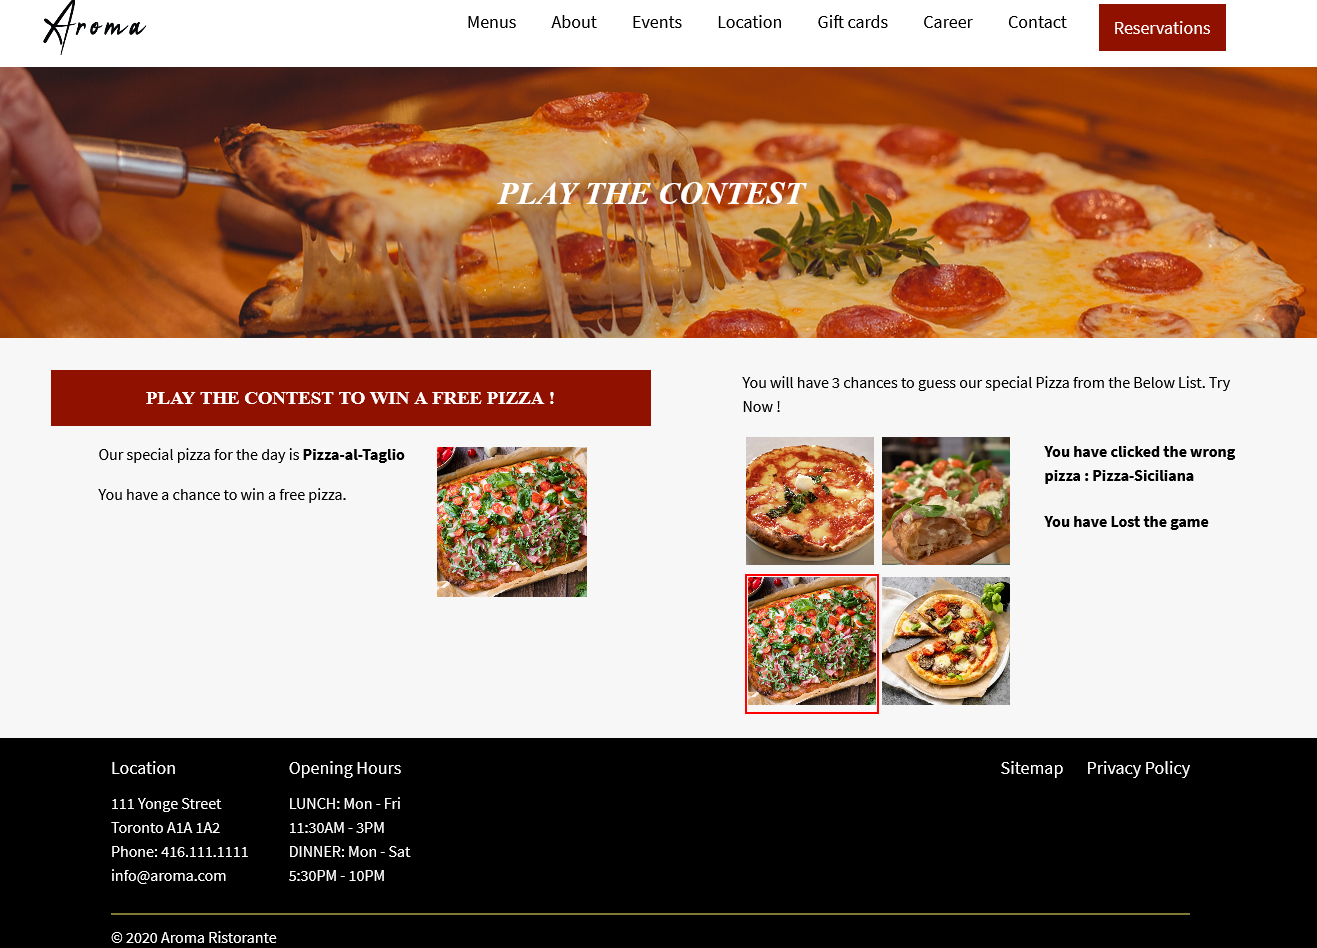 Aroma
Menus About Events Location Gift cards Career Contact Reservations
PLAY THE CONTEST
PLAY THE CONTEST TO WIN A FREE PIZZA !
Our special pizza for the day is Pizza-al-Taglio
You have a chance to win a free pizza.
You will have 3 chances to guess our special Pizza from the Below List. Try
Now !
You have clicked the wrong
pizza : Pizza-Siciliana
You have Lost the game
Location
111 Yonge Street
Toronto A1A 1A2
Phone: 416.111.1111
info@aroma.com
Opening Hours
LUNCH: Mon - Fri
11:30AM - 3PM
DINNER: Mon - Sat
5:30PM - 10PM
Sitemap Privacy Policy
© 2020 Aroma Ristorante